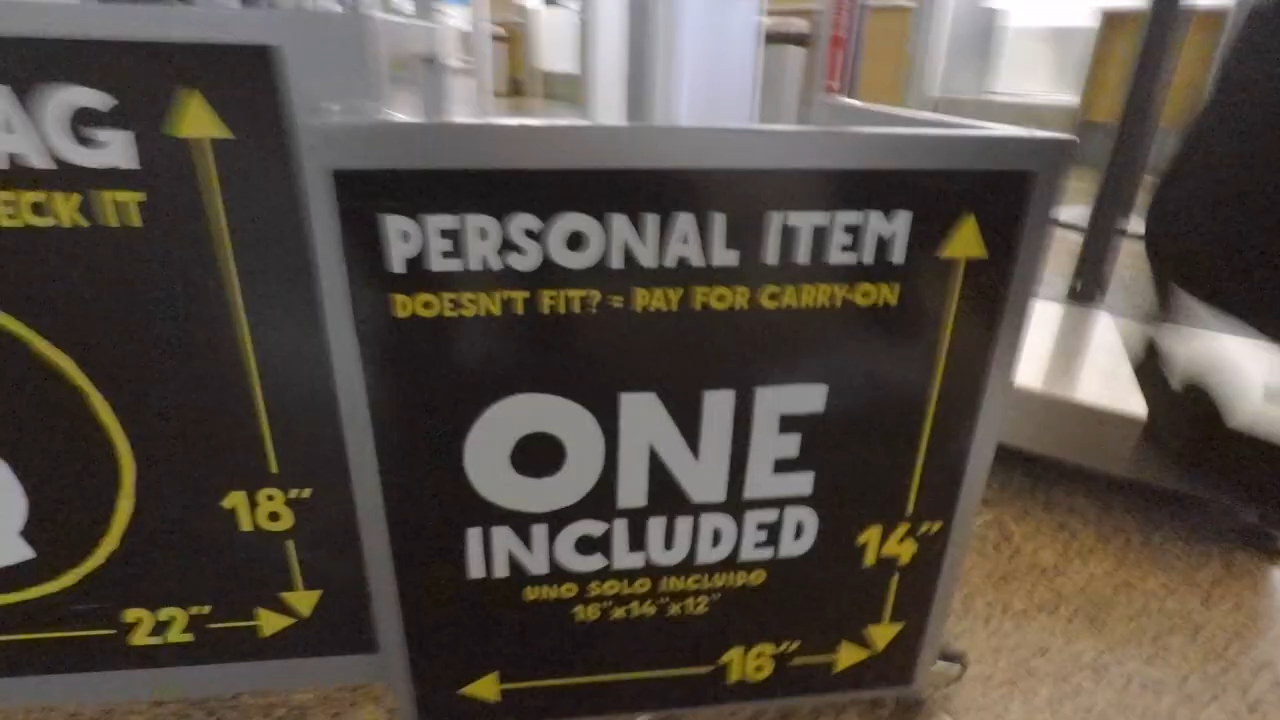 AG
ECK IT
18"
22"
PERSONAL ITEM
DOESN'T FIT? = PAY FOR CARRY-ON
ONE
INCLUDED
UNO SOLO INCLUIDO
16"x14"x12"
14"
16"